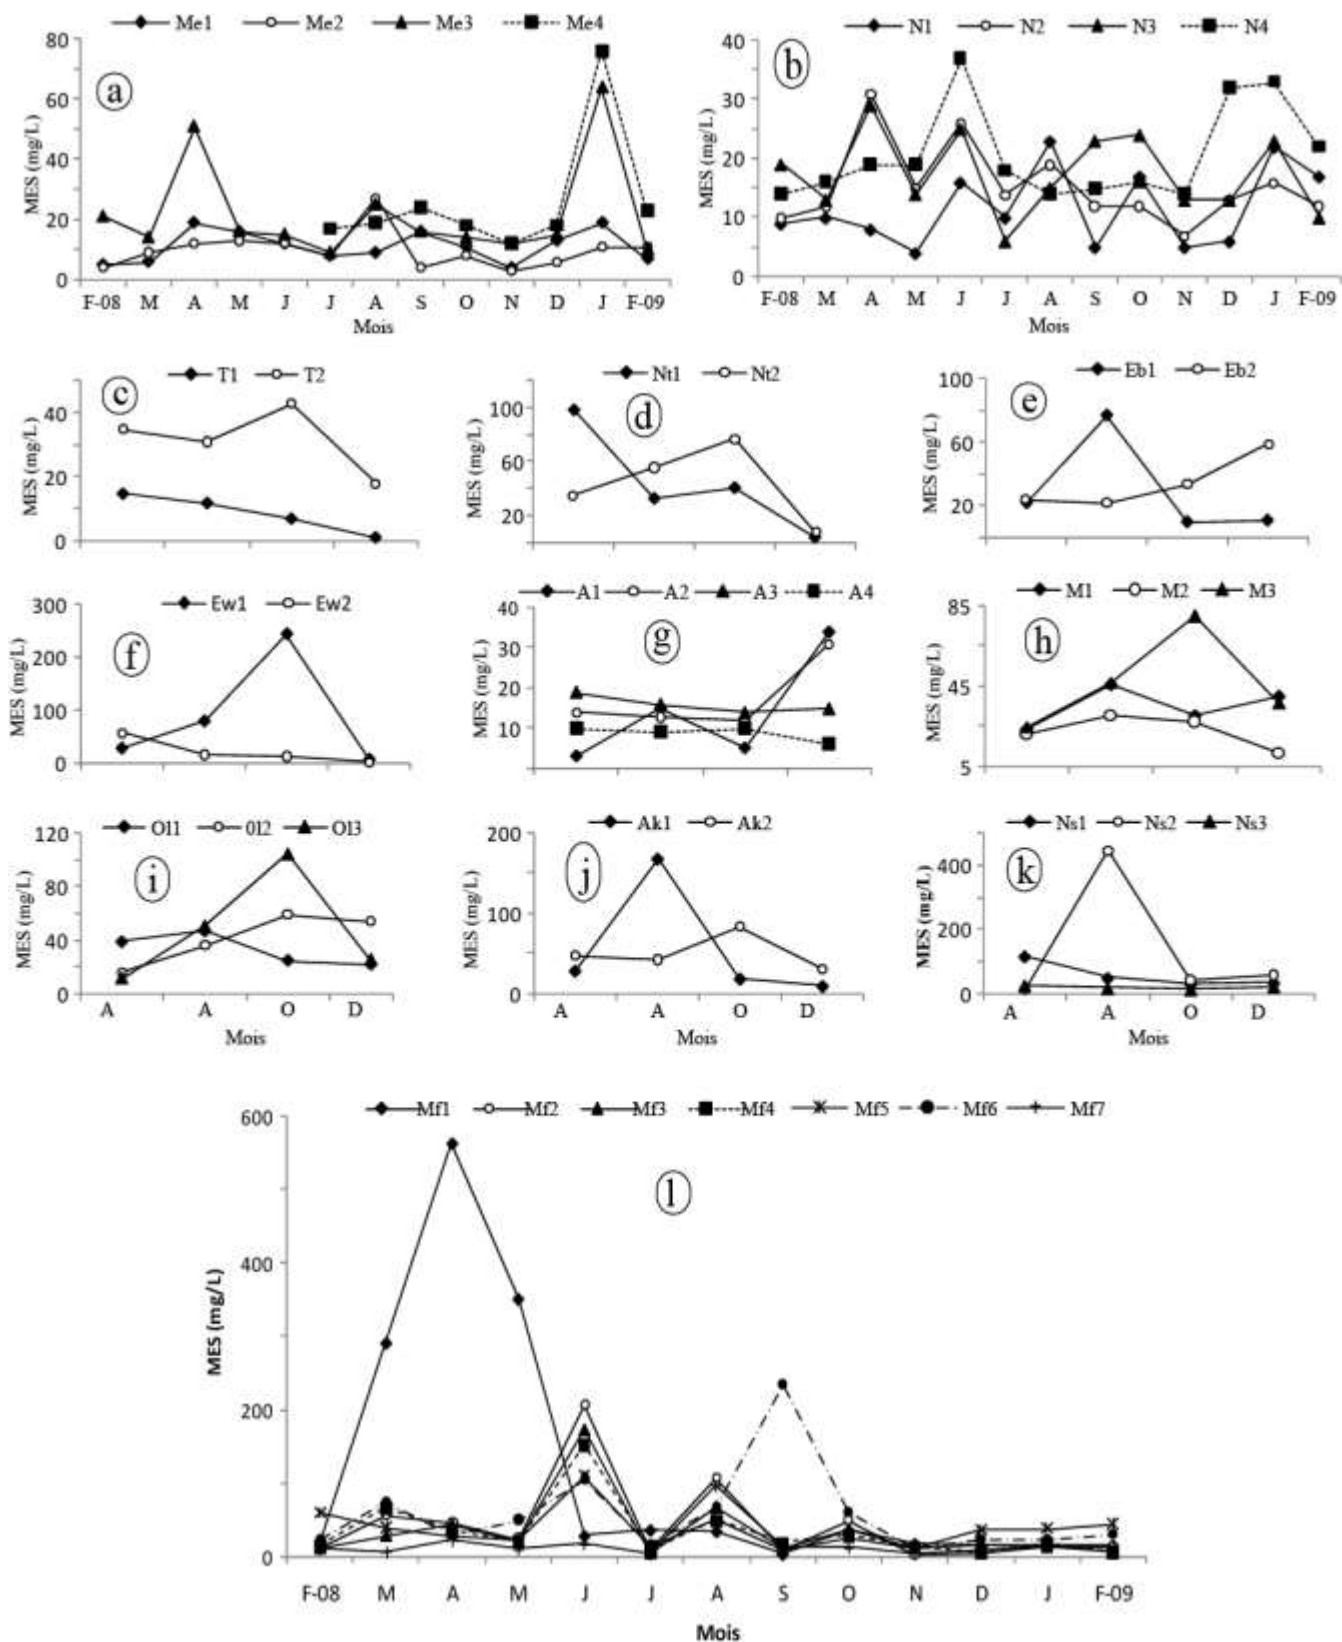 Me1 Me2 Me3 Me4
a
MES (mg/L)
80
60
40
20
0
F-08 M A M J J A S O N D J F-09
Mois
N1 N2 N3 N4
b
MES (mg/L)
40
30
20
10
0
F-08 M A M J J A S O N D J F-09
Mois
T1 T2
c
MES (mg/L)
40
20
0
Nt1 Nt2
d
MES (mg/L)
100
60
20
Eb1 Eb2
e
MES (mg/L)
100
60
20
Ew1 Ew2
f
MES (mg/L)
300
200
100
0
A1 A2 A3 A4
g
MES (mg/L)
40
30
20
10
M1 M2 M3
h
MES (mg/L)
85
45
5
Ol1 0l2 Ol3
i
MES (mg/L)
120
80
40
0
A A O D
Mois
Ak1 Ak2
j
MES (mg/L)
200
100
0
A A O D
Mois
Ns1 Ns2 Ns3
k
MES (mg/L)
400
200
0
A A O D
Mois
Mf1 Mf2 Mf3 Mf4 Mf5 Mf6 Mf7
l
MES (mg/L)
600
400
200
0
F-08 M A M J J A S O N D J F-09
Mois